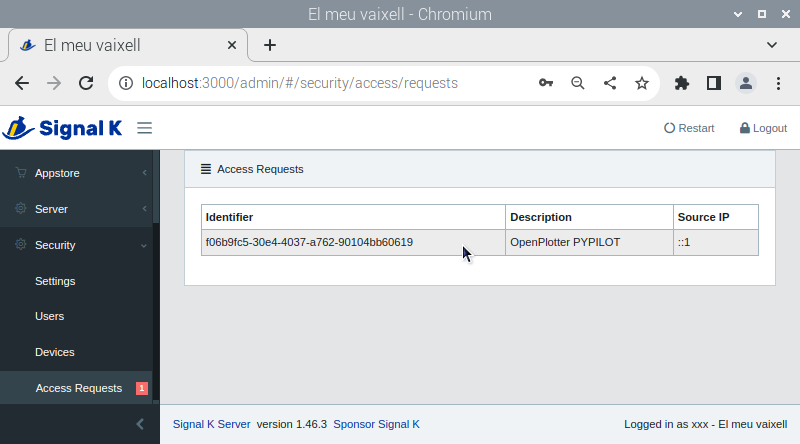 El meu vaixell - Chromium
El meu vaixell
localhost:3000/admin/#/security/access/requests
Signal K
Restart
Logout
Appstore
Server
Security
Settings
Users
Devices
Access Requests 1
Access Requests
Identifier Description Source IP
f06b9fc5-30e4-4037-a762-90104bb60619 OpenPlotter PYPILOT ::1
Signal K Server version 1.46.3 Sponsor Signal K
Logged in as xxx - El meu vaixell